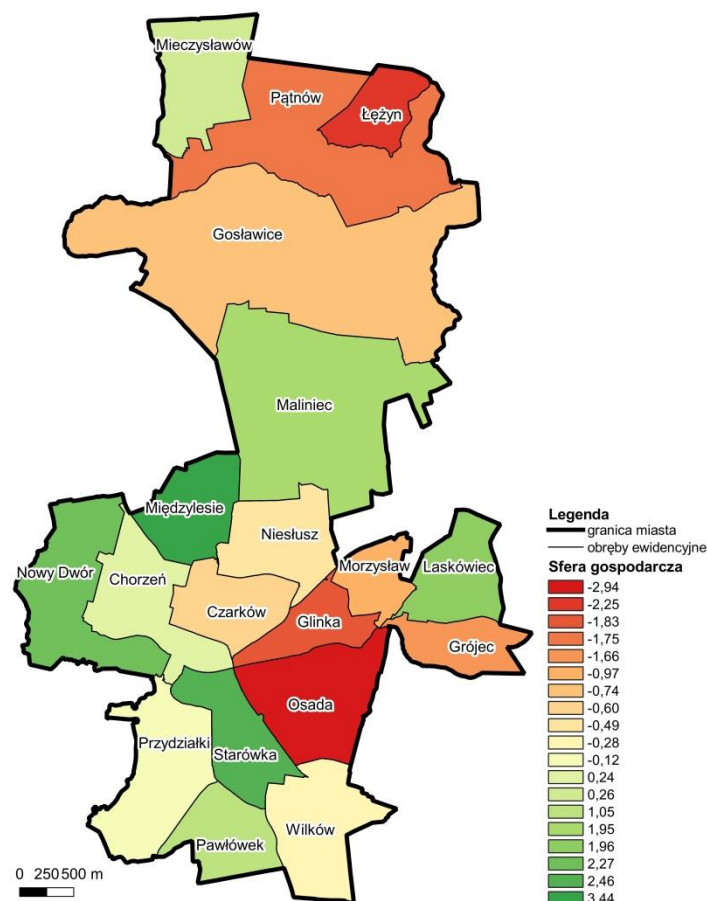 Mieczysławów
Pątnów
Łężyn
Gosławice
Maliniec
Międzylesie
Niesłusz
Nowy Dwór
Chorzeń
Morzysław
Laskówiec
Czarków
Glinka
Grójec
Osada
Przydziałki
Starówka
Wilków
Pawłówek
0 250 500 m
Legenda
granica miasta
obręby ewidencyjne
Sfera gospodarcza
-2,94
-2,25
-1,83
-1,75
-1,66
-0,97
-0,74
-0,60
-0,49
-0,28
-0,12
0,24
0,26
1,05
1,95
1,96
2,27
2,46
3,44